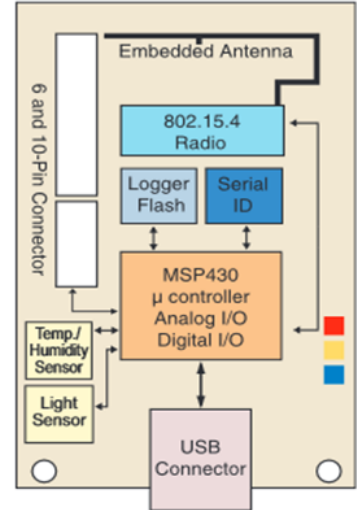 Embedded Antenna
6 and 10-Pin Connector
802.15.4
Radio
Logger
Flash
Serial
ID
MSP430
µ controller
Analog I/O
Digital I/O
Temp./
Humidity
Sensor
Light
Sensor
USB
Connector